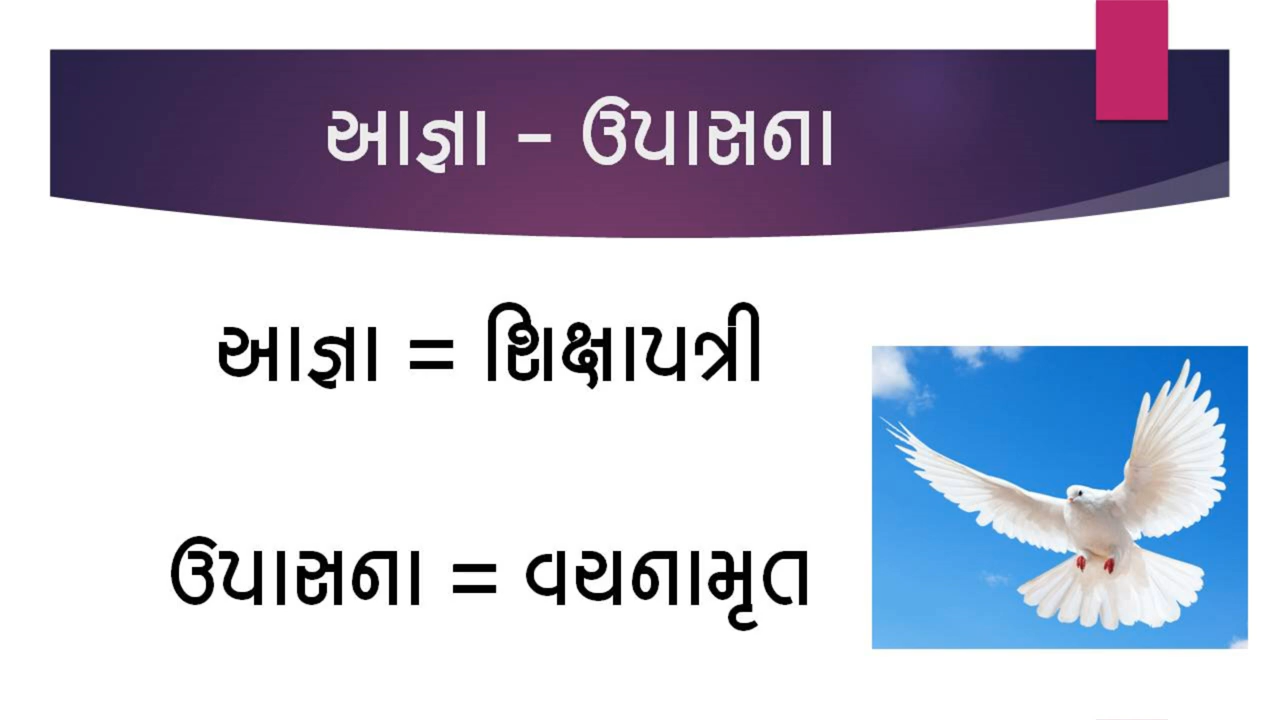 આજ્ઞા – ઉપાસના
આજ્ઞા = શિક્ષાપત્રી
ઉપાસના = વચનામૃત